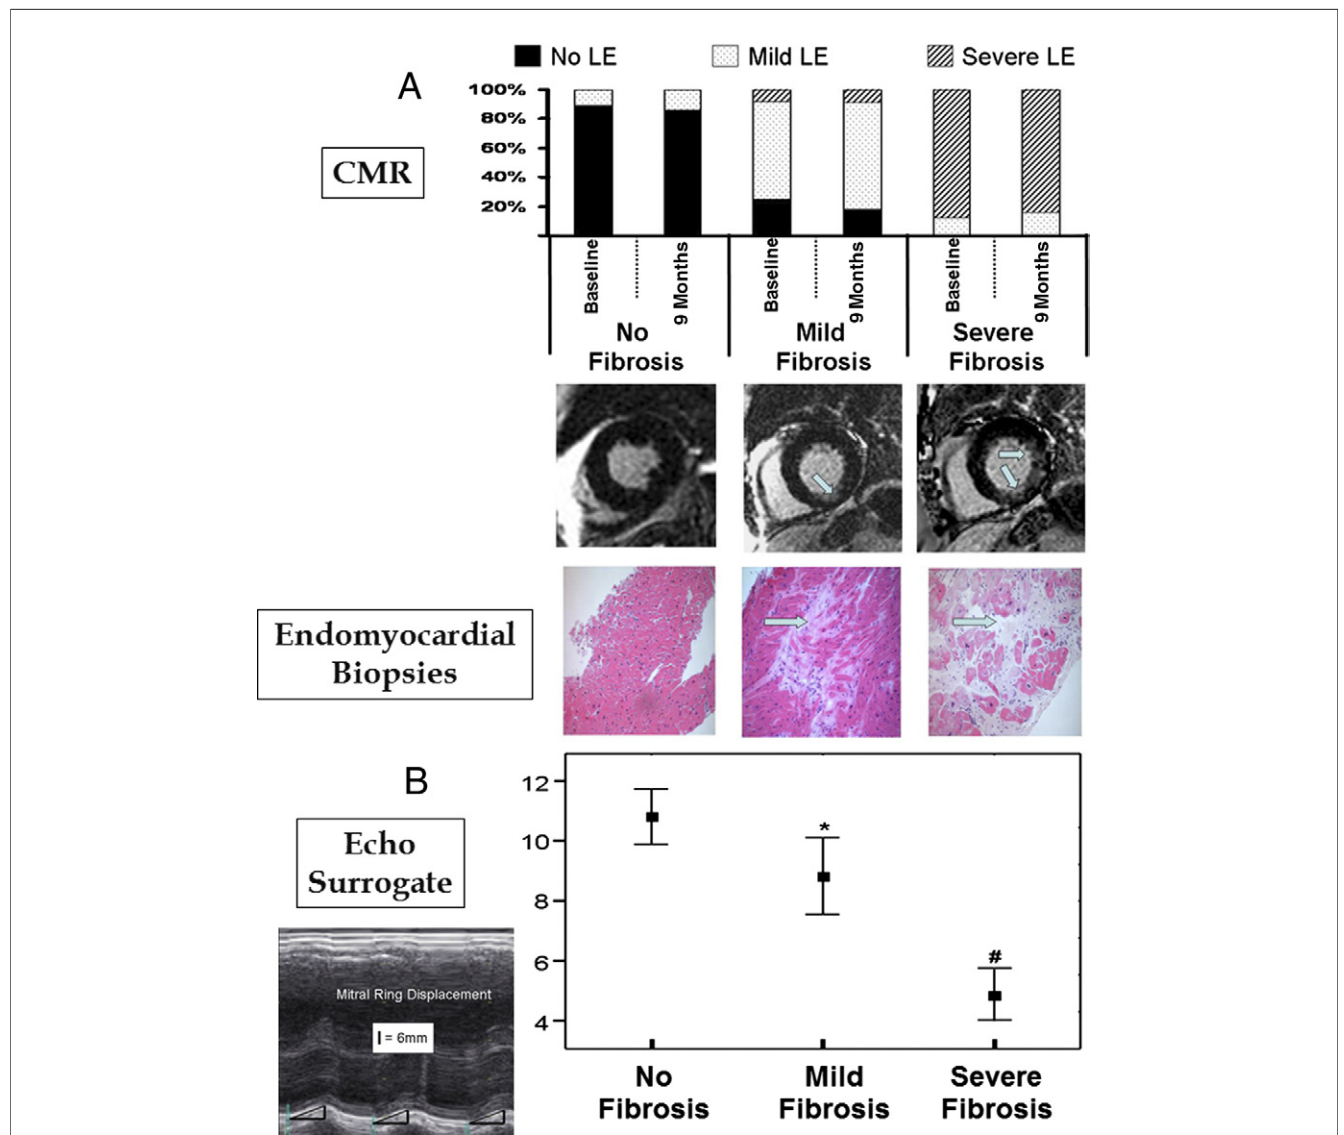 No LE Mild LE Severe LE
A
100%
80%
60%
40%
20%
CMR
Baseline
9 Months
Baseline
9 Months
Baseline
9 Months
No
Fibrosis
Mild
Fibrosis
Severe
Fibrosis
Endomyocardial
Biopsies
B
Echo
Surrogate
12
10
8
6
4
*
#
Mitral Ring Displacement
I = 6mm
No
Fibrosis
Mild
Fibrosis
Severe
Fibrosis